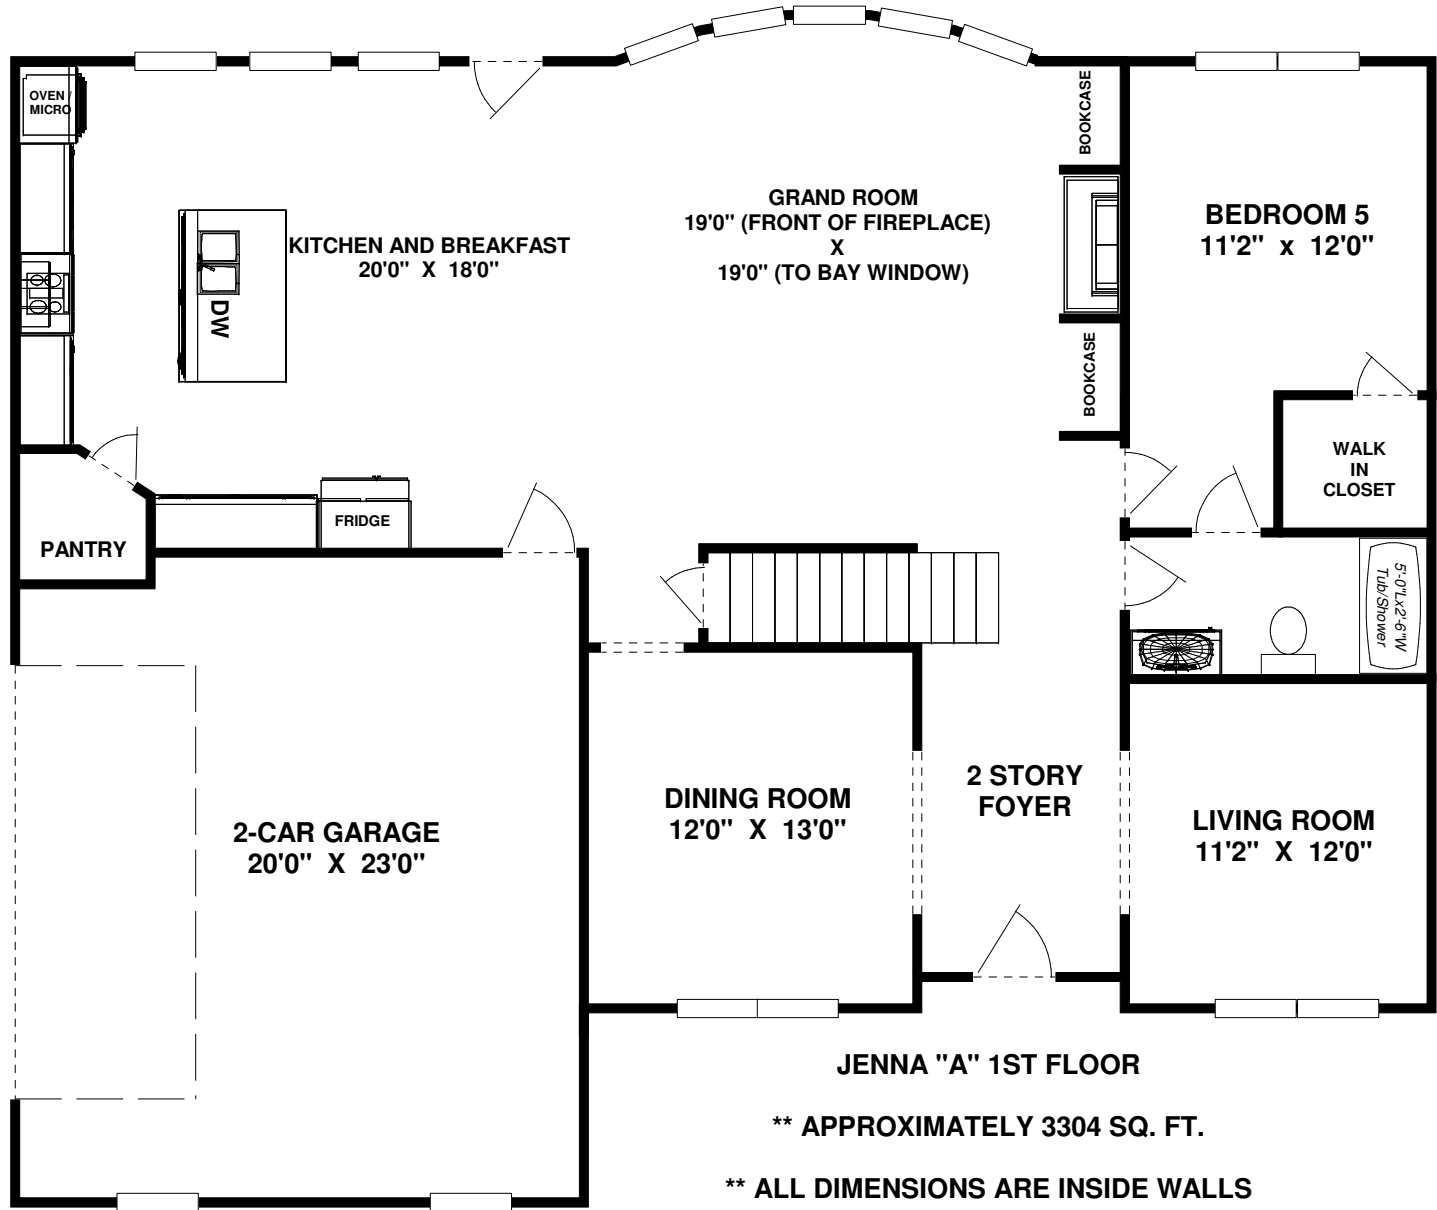 OVEN /
MICRO
BOOKCASE
GRAND ROOM
19'0" (FRONT OF FIREPLACE)
X
19'0" (TO BAY WINDOW)
BEDROOM 5
11'2" x 12'0"
KITCHEN AND BREAKFAST
20'0" X 18'0"
DW
BOOKCASE
WALK
IN
CLOSET
FRIDGE
PANTRY
5'-0"Lx2'-6"W
Tub/Shower
2 STORY
FOYER
DINING ROOM
12'0" X 13'0"
LIVING ROOM
11'2" X 12'0"
2-CAR GARAGE
20'0" X 23'0"
JENNA "A" 1ST FLOOR
** APPROXIMATELY 3304 SQ. FT.
** ALL DIMENSIONS ARE INSIDE WALLS